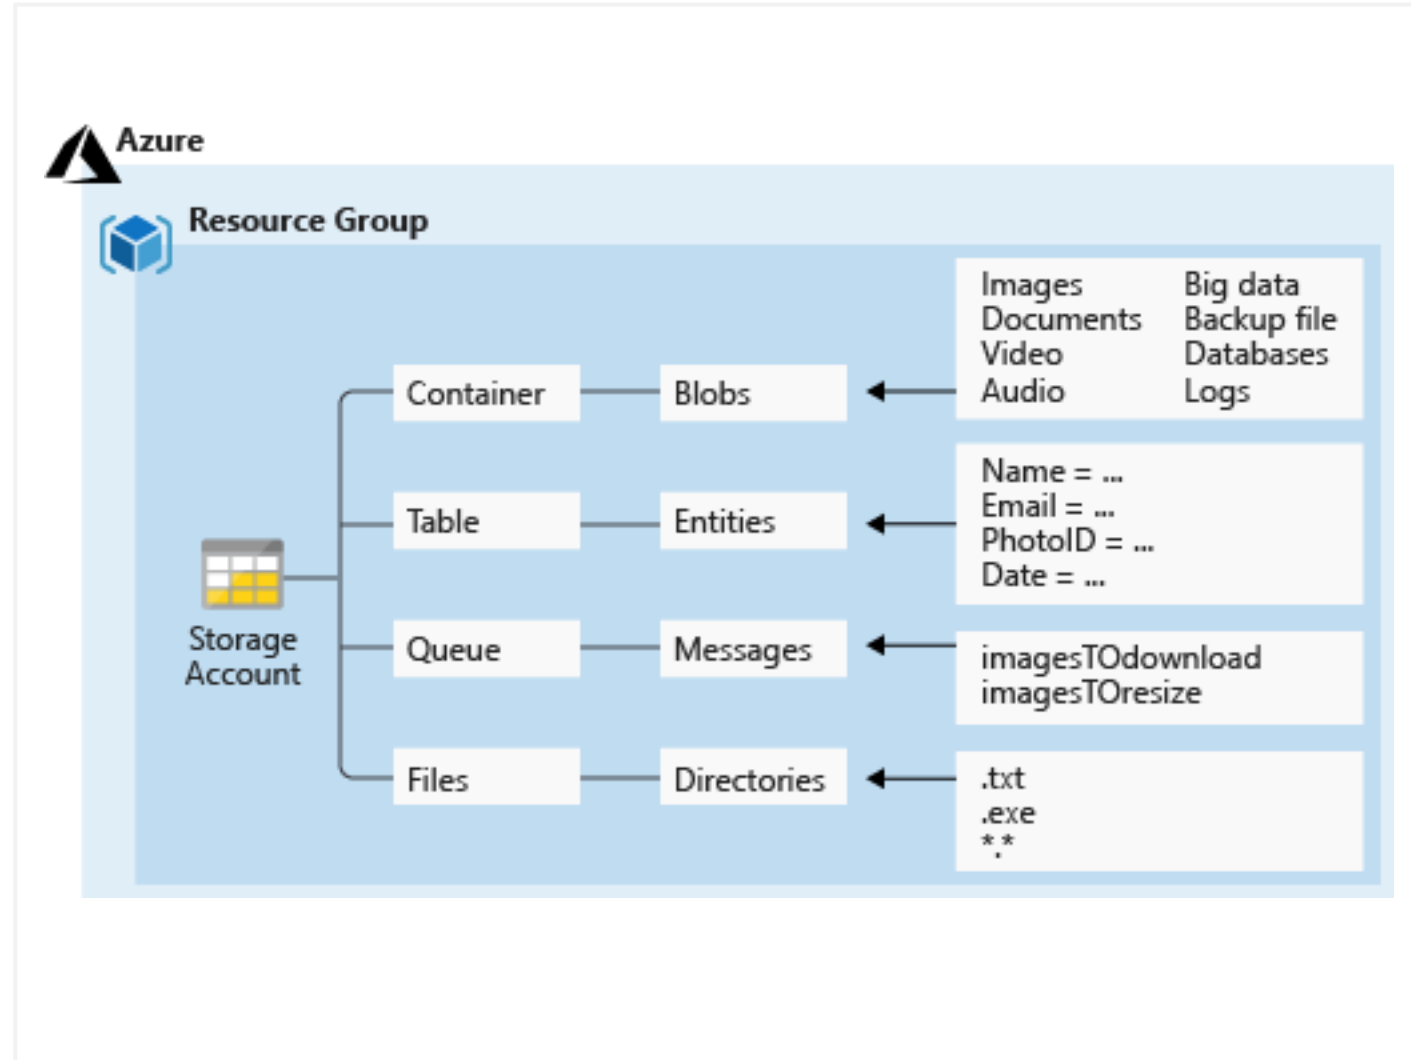 Azure
Resource Group
Images Big data
Documents Backup file
Video Databases
Audio Logs
Container Blobs
Name = ...
Email = ...
PhotoID = ...
Date = ...
Table Entities
Storage
Account
Queue Messages
imagesTOdownload
imagesTOresize
Files Directories
.txt
.exe
*.*